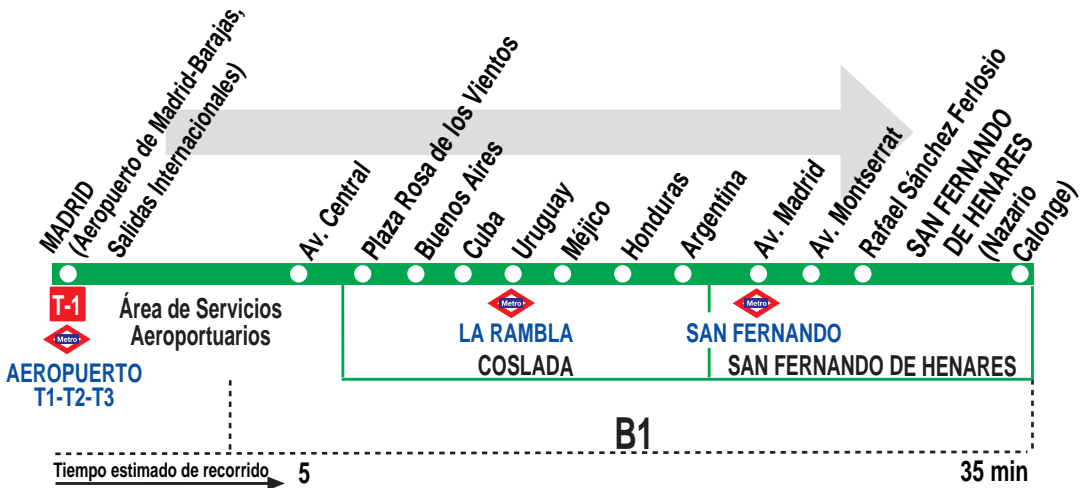 MADRID
(Aeropuerto de Madrid-Barajas,
Salidas Internacionales)
Av. Central
Plaza Rosa de los Vientos
Buenos Aires
Cuba
Uruguay
Méjico
Honduras
Argentina
Av. Madrid
Av. Montserrat
Rafael Sánchez Ferlosio
SAN FERNANDO
DE HENARES
(Nazario
Calonge)
T-1
Metro
AEROPUERTO
T1-T2-T3
Área de Servicios
Aeroportuarios
Metro
LA RAMBLA
COSLADA
Metro
SAN FERNANDO
SAN FERNANDO DE HENARES
B1
Tiempo estimado de recorrido
5
35 min